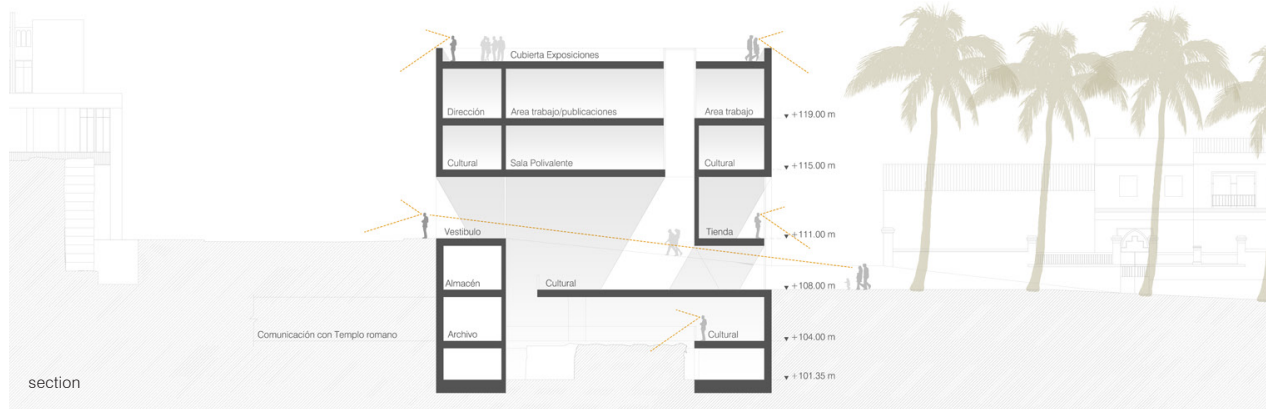 Cubierta Exposiciones
Dirección
Area trabajo/publicaciones
Area trabajo
+119.00 m
Cultural
Sala Polivalente
Cultural
+115.00 m
Vestibulo
Tienda
+111.00 m
Almacén
Cultural
+108.00 m
Comunicación con Templo romano
Archivo
Cultural
+104.00 m
+101.35 m
section